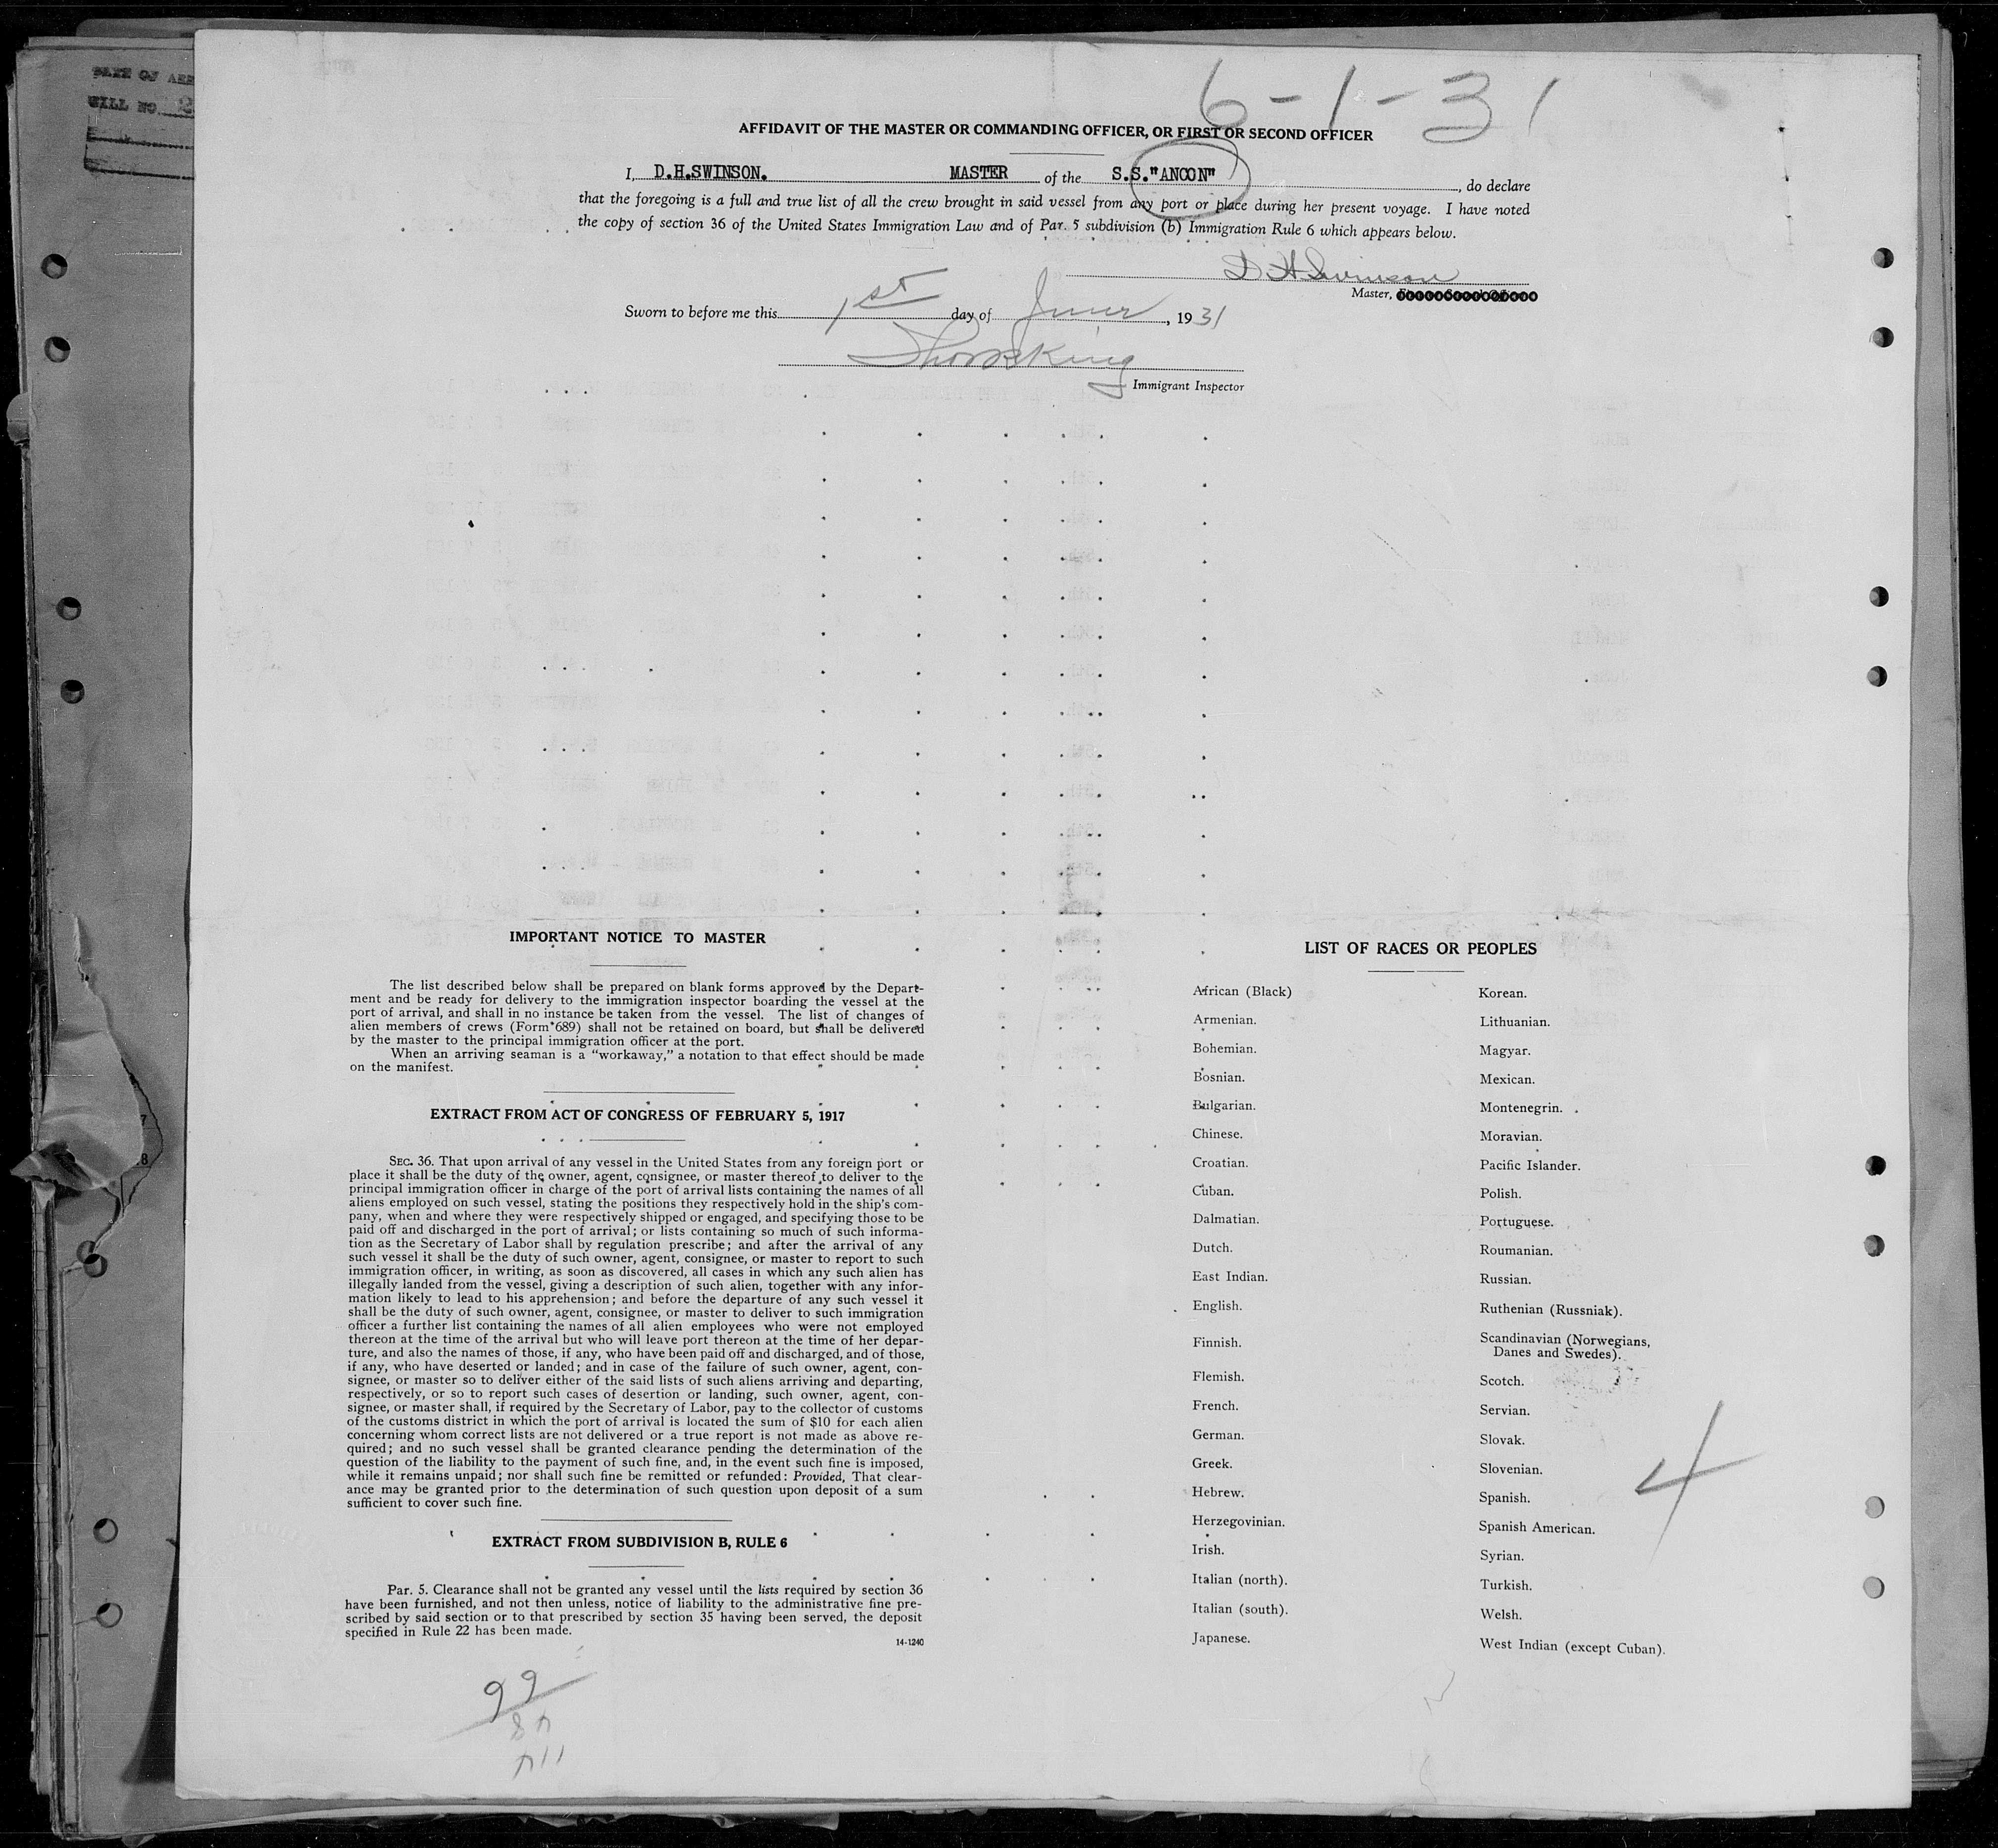 6-1-31
AFFIDAVIT OF THE MASTER OR COMMANDING OFFICER, OR FIRST OR SECOND OFFICER
I, D.H.SWINSON. MASTER of the S.S."ANCON", do declare
that the foregoing is a full and true list of all the crew brought in said vessel from any port or place during her present voyage. I have noted
the copy of section 36 of the United States Immigration Law and of Par. 5 subdivision (b) Immigration Rule 6 which appears below.
D H Swinson
Master,
Sworn to before me this 1st day of June, 1931
King
Immigrant Inspector
IMPORTANT NOTICE TO MASTER
The list described below shall be prepared on blank forms approved by the Depart-
ment and be ready for delivery to the immigration inspector boarding the vessel at the
port of arrival, and shall in no instance be taken from the vessel. The list of changes of
alien members of crews (Form 689) shall not be retained on board, but shall be delivered
by the master to the principal immigration officer at the port.
When an arriving seaman is a “workaway,” a notation to that effect should be made
on the manifest.
EXTRACT FROM ACT OF CONGRESS OF FEBRUARY 5, 1917
SEC. 36. That upon arrival of any vessel in the United States from any foreign port or
place it shall be the duty of the owner, agent, consignee, or master thereof to deliver to the
principal immigration officer in charge of the port of arrival lists containing the names of all
aliens employed on such vessel, stating the positions they respectively hold in the ship's com-
pany, when and where they were respectively shipped or engaged, and specifying those to be
paid off and discharged in the port of arrival; or lists containing so much of such informa-
tion as the Secretary of Labor shall by regulation prescribe; and after the arrival of any
such vessel it shall be the duty of such owner, agent, consignee, or master to report to such
immigration officer, in writing, as soon as discovered, all cases in which any such alien has
illegally landed from the vessel, giving a description of such alien, together with any infor-
mation likely to lead to his apprehension; and before the departure of any such vessel it
shall be the duty of such owner, agent, consignee, or master to deliver to such immigration
officer a further list containing the names of all alien employees who were not employed
thereon at the time of the arrival but who will leave port thereon at the time of her depar-
ture, and also the names of those, if any, who have been paid off and discharged, and of those,
if any, who have deserted or landed; and in case of the failure of such owner, agent, con-
signee, or master so to deliver either of the said lists of such aliens arriving and departing,
respectively, or so to report such cases of desertion or landing, such owner, agent, con-
signee, or master shall, if required by the Secretary of Labor, pay to the collector of customs
of the customs district in which the port of arrival is located the sum of $10 for each alien
concerning whom correct lists are not delivered or a true report is not made as above re-
quired; and no such vessel shall be granted clearance pending the determination of the
question of the liability to the payment of such fine, and, in the event such fine is imposed,
while it remains unpaid; nor shall such fine be remitted or refunded: Provided, That clear-
ance may be granted prior to the determination of such question upon deposit of a sum
sufficient to cover such fine.
EXTRACT FROM SUBDIVISION B, RULE 6
Par. 5. Clearance shall not be granted any vessel until the lists required by section 36
have been furnished, and not then unless, notice of liability to the administrative fine pre-
scribed by said section or to that prescribed by section 35 having been served, the deposit
specified in Rule 22 has been made.
14-1240
99
LIST OF RACES OR PEOPLES
African (Black)
Armenian.
Bohemian.
Bosnian.
Bulgarian.
Chinese.
Croatian.
Cuban.
Dalmatian.
Dutch.
East Indian.
English.
Finnish.
Flemish.
French.
German.
Greek.
Hebrew.
Herzegovinian.
Irish.
Italian (north).
Italian (south).
Japanese.
Korean.
Lithuanian.
Magyar.
Mexican.
Montenegrin.
Moravian.
Pacific Islander.
Polish.
Portuguese.
Roumanian.
Russian.
Ruthenian (Russniak).
Scandinavian (Norwegians,
Danes and Swedes).
Scotch.
Servian.
Slovak.
Slovenian.
Spanish.
Spanish American.
Syrian.
Turkish.
Welsh.
West Indian (except Cuban).
4